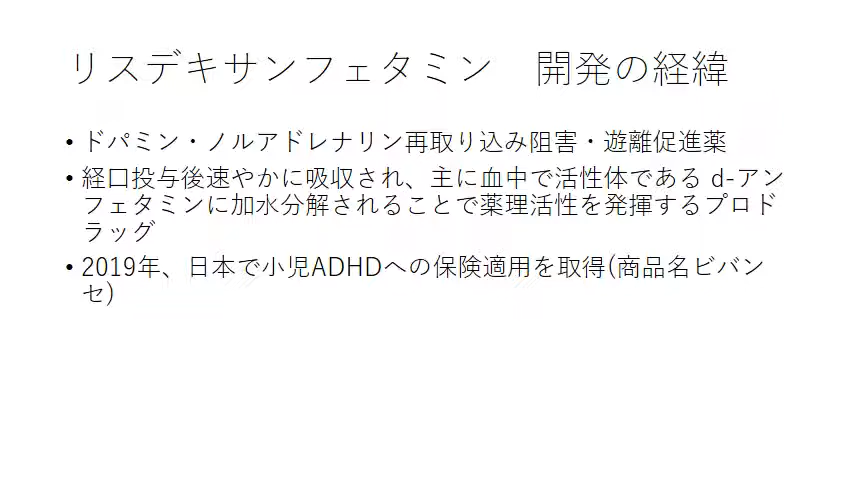 リスデキサンフェタミン　開発の経緯
• ドパミン・ノルアドレナリン再取り込み阻害・遊離促進薬
• 経口投与後速やかに吸収され、主に血中で活性体である d-アン
フェタミンに加水分解されることで薬理活性を発揮するプロド
ラッグ
• 2019年、日本で小児ADHDへの保険適用を取得(商品名ビバン
セ)